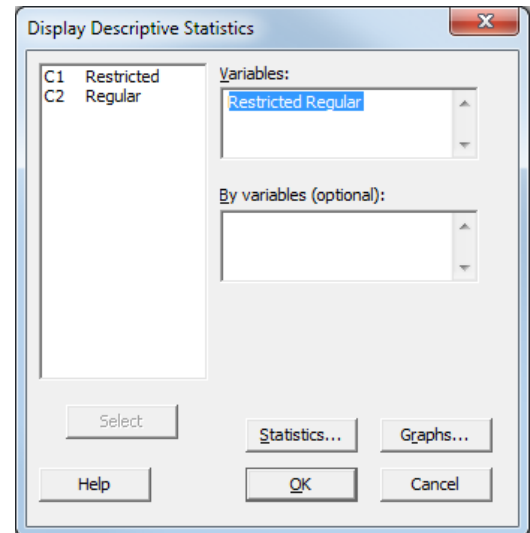 Display Descriptive Statistics
C1 Restricted
C2 Regular
Variables:
Restricted Regular
By variables (optional):
Select
Statistics...
Graphs...
Help
OK
Cancel